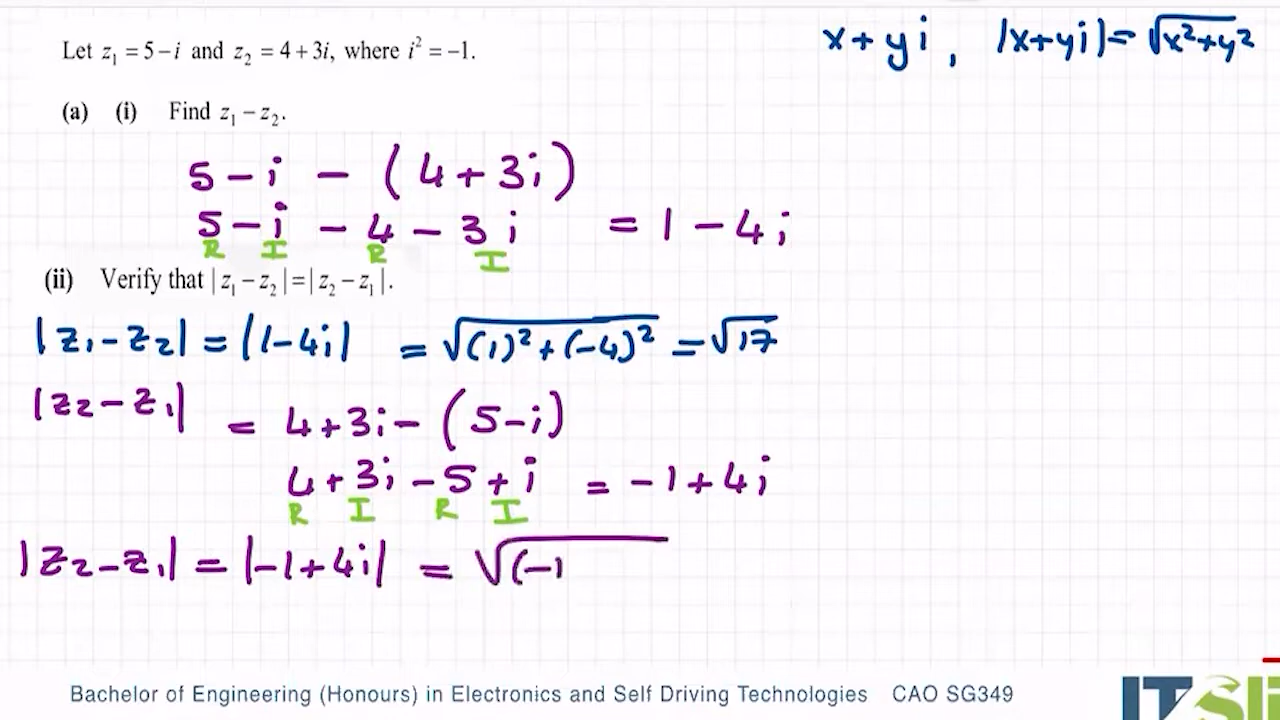 Let z₁ = 5 − i and z₂ = 4 + 3i, where i² = −1.
x + yi , |x+yi| = √x²+y²
(a) (i) Find z₁ − z₂.
5 − i − (4 + 3i)
5 − i − 4 − 3i = 1 − 4i
R I R I
(ii) Verify that | z₁ − z₂ | = | z₂ − z₁ |.
|z₁ − z₂| = |1−4i| = √(1)² + (−4)² = √17
|z₂ − z₁| = 4+3i − (5−i)
4 + 3i − 5 + i = −1 + 4i
R I R I
|z₂ − z₁| = |−1+4i| = √(−1
Bachelor of Engineering (Honours) in Electronics and Self Driving Technologies CAO SG349